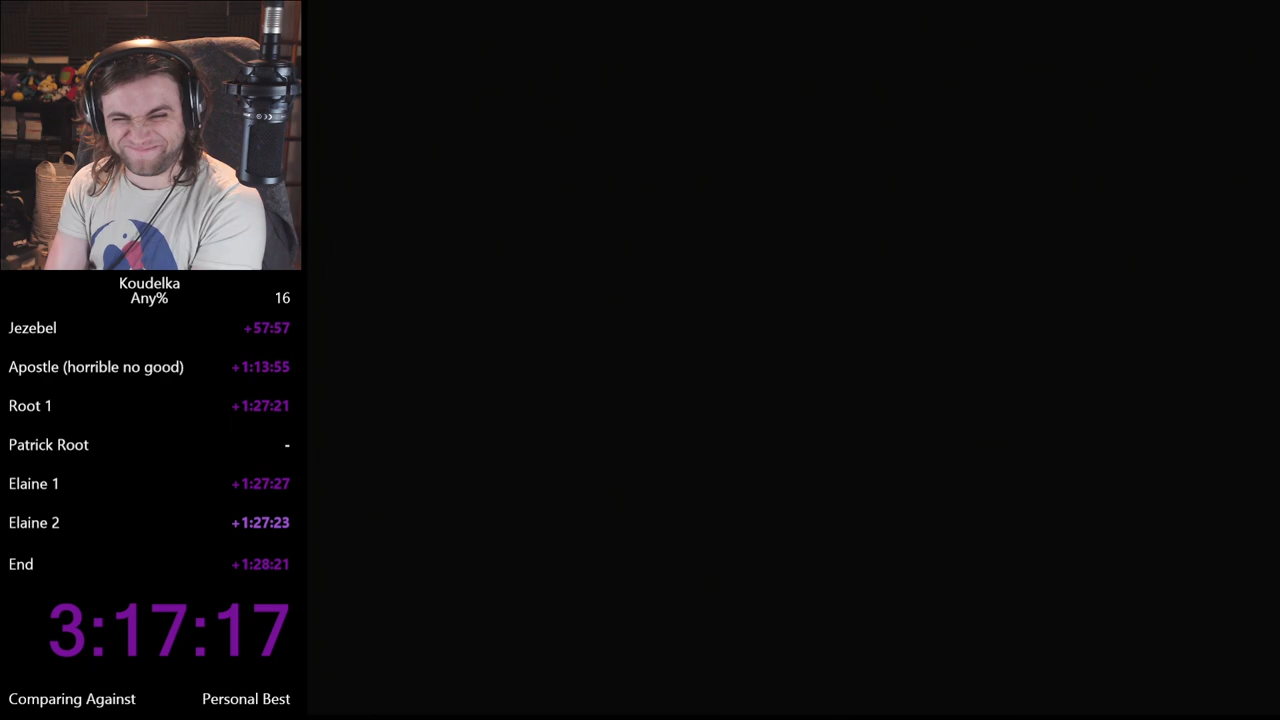 Koudelka
Any% 16
Jezebel +57:57
Apostle (horrible no good) +1:13:55
Root 1 +1:27:21
Patrick Root -
Elaine 1 +1:27:27
Elaine 2 +1:27:23
End +1:28:21
3:17:17
Comparing Against Personal Best